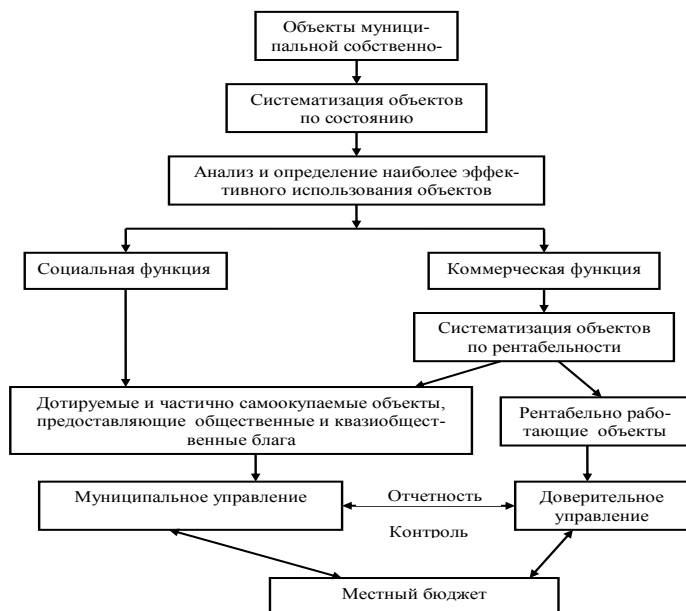 Объекты муници-
пальной собственно-
Систематизация объектов
по состоянию
Анализ и определение наиболее эффек-
тивного использования объектов
Социальная функция
Коммерческая функция
Систематизация объектов
по рентабельности
Дотируемые и частично самоокупаемые объекты,
предоставляющие общественные и квазиобщест-
венные блага
Рентабельно рабо-
тающие объекты
Муниципальное управление
Отчетность
Контроль
Доверительное
управление
Местный бюджет